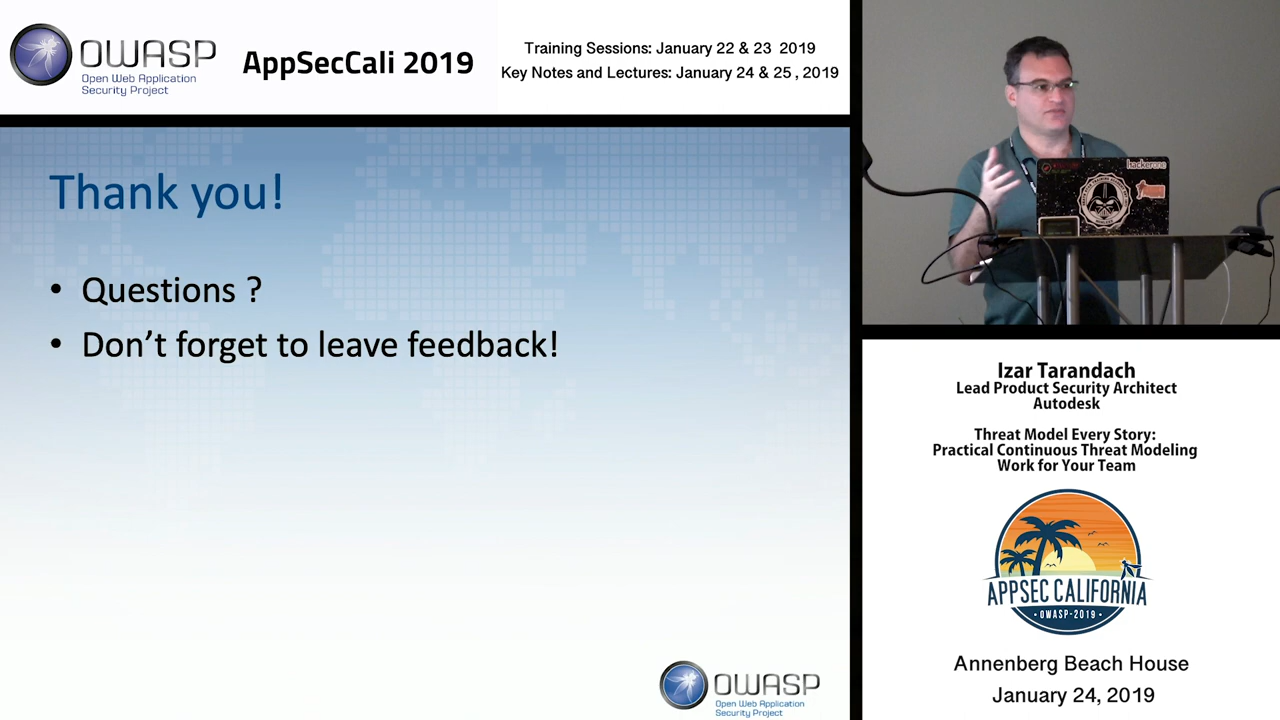 OWASP
Open Web Application
Security Project
AppSecCali 2019
Training Sessions: January 22 & 23 2019
Key Notes and Lectures: January 24 & 25 , 2019
Thank you!
• Questions ?
• Don’t forget to leave feedback!
OWASP
Open Web Application
Security Project
hackerone
Izar Tarandach
Lead Product Security Architect
Autodesk
Threat Model Every Story:
Practical Continuous Threat Modeling
Work for Your Team
APPSEC CALIFORNIA
• OWASP-2019 •
Annenberg Beach House
January 24, 2019